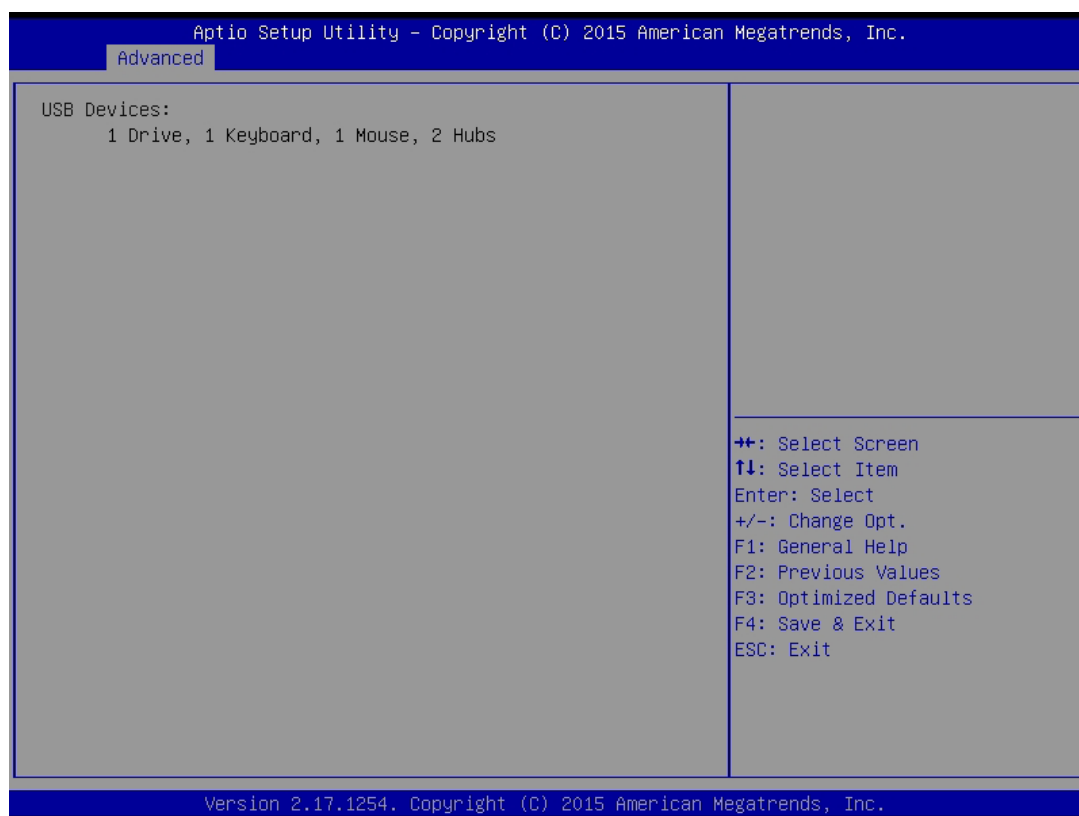 Aptio Setup Utility – Copyright (C) 2015 American Megatrends, Inc.
Advanced
USB Devices:
1 Drive, 1 Keyboard, 1 Mouse, 2 Hubs
→←: Select Screen
↑↓: Select Item
Enter: Select
+/-: Change Opt.
F1: General Help
F2: Previous Values
F3: Optimized Defaults
F4: Save & Exit
ESC: Exit
Version 2.17.1254. Copyright (C) 2015 American Megatrends, Inc.